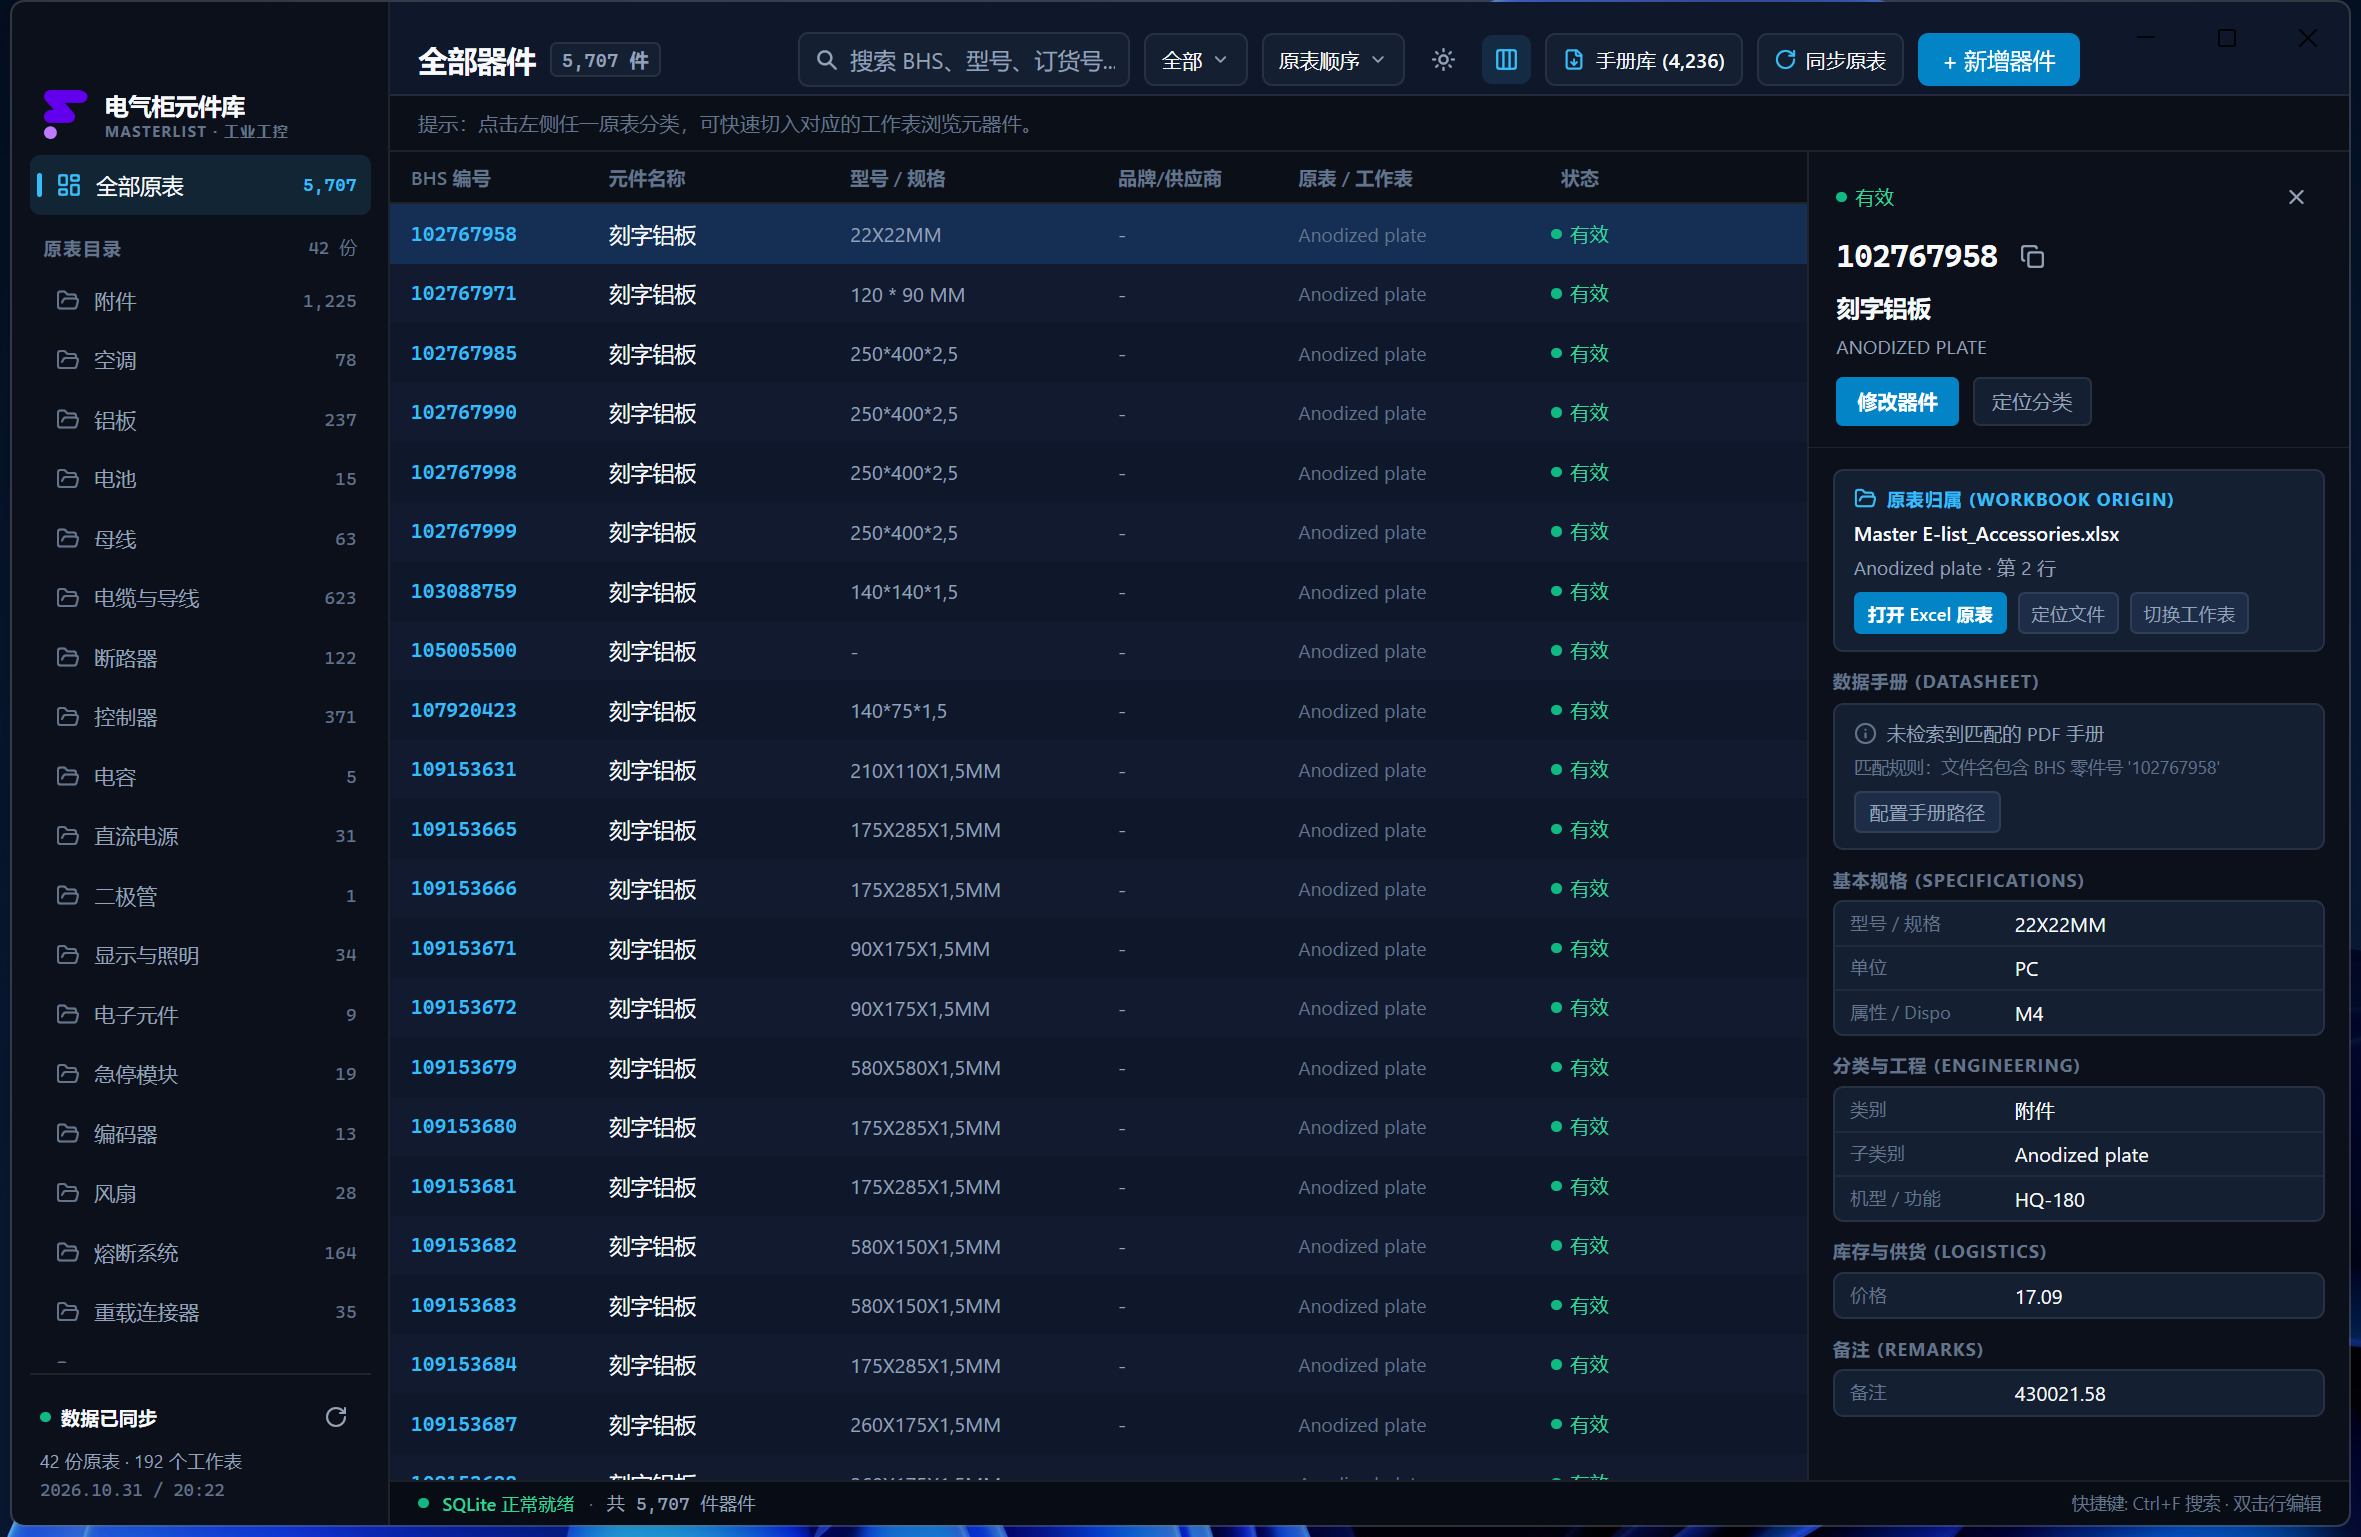 全部器件 5,707 件 搜索 BHS、型号、订货号... 全部 原表顺序 手册库 (4,236) 同步原表 + 新增器件
提示：点击左侧任一原表分类，可快速切入对应的工作表浏览元器件。
电气柜元件库
MASTERLIST · 工业工控
全部原表 5,707
原表目录 42 份
附件 1,225
空调 78
铝板 237
电池 15
母线 63
电缆与导线 623
断路器 122
控制器 371
电容 5
直流电源 31
二极管 1
显示与照明 34
电子元件 9
急停模块 19
编码器 13
风扇 28
熔断系统 164
重载连接器 35
数据已同步
42 份原表 · 192 个工作表
2026.10.31 / 20:22
BHS 编号 元件名称 型号 / 规格 品牌/供应商 原表 / 工作表 状态
102767958 刻字铝板 22X22MM - Anodized plate 有效
102767971 刻字铝板 120 * 90 MM - Anodized plate 有效
102767985 刻字铝板 250*400*2,5 - Anodized plate 有效
102767990 刻字铝板 250*400*2,5 - Anodized plate 有效
102767998 刻字铝板 250*400*2,5 - Anodized plate 有效
102767999 刻字铝板 250*400*2,5 - Anodized plate 有效
103088759 刻字铝板 140*140*1,5 - Anodized plate 有效
105005500 刻字铝板 - - Anodized plate 有效
107920423 刻字铝板 140*75*1,5 - Anodized plate 有效
109153631 刻字铝板 210X110X1,5MM - Anodized plate 有效
109153665 刻字铝板 175X285X1,5MM - Anodized plate 有效
109153666 刻字铝板 175X285X1,5MM - Anodized plate 有效
109153671 刻字铝板 90X175X1,5MM - Anodized plate 有效
109153672 刻字铝板 90X175X1,5MM - Anodized plate 有效
109153679 刻字铝板 580X580X1,5MM - Anodized plate 有效
109153680 刻字铝板 175X285X1,5MM - Anodized plate 有效
109153681 刻字铝板 175X285X1,5MM - Anodized plate 有效
109153682 刻字铝板 580X150X1,5MM - Anodized plate 有效
109153683 刻字铝板 580X150X1,5MM - Anodized plate 有效
109153684 刻字铝板 175X285X1,5MM - Anodized plate 有效
109153687 刻字铝板 260X175X1,5MM - Anodized plate 有效
SQLite 正常就绪 · 共 5,707 件器件
有效
102767958
刻字铝板
ANODIZED PLATE
修改器件 定位分类
原表归属 (WORKBOOK ORIGIN)
Master E-list_Accessories.xlsx
Anodized plate · 第 2 行
打开 Excel 原表 定位文件 切换工作表
数据手册 (DATASHEET)
未检索到匹配的 PDF 手册
匹配规则：文件名包含 BHS 零件号 '102767958'
配置手册路径
基本规格 (SPECIFICATIONS)
型号 / 规格 22X22MM
单位 PC
属性 / Dispo M4
分类与工程 (ENGINEERING)
类别 附件
子类别 Anodized plate
机型 / 功能 HQ-180
库存与供货 (LOGISTICS)
价格 17.09
备注 (REMARKS)
备注 430021.58
快捷键: Ctrl+F 搜索 · 双击行编辑